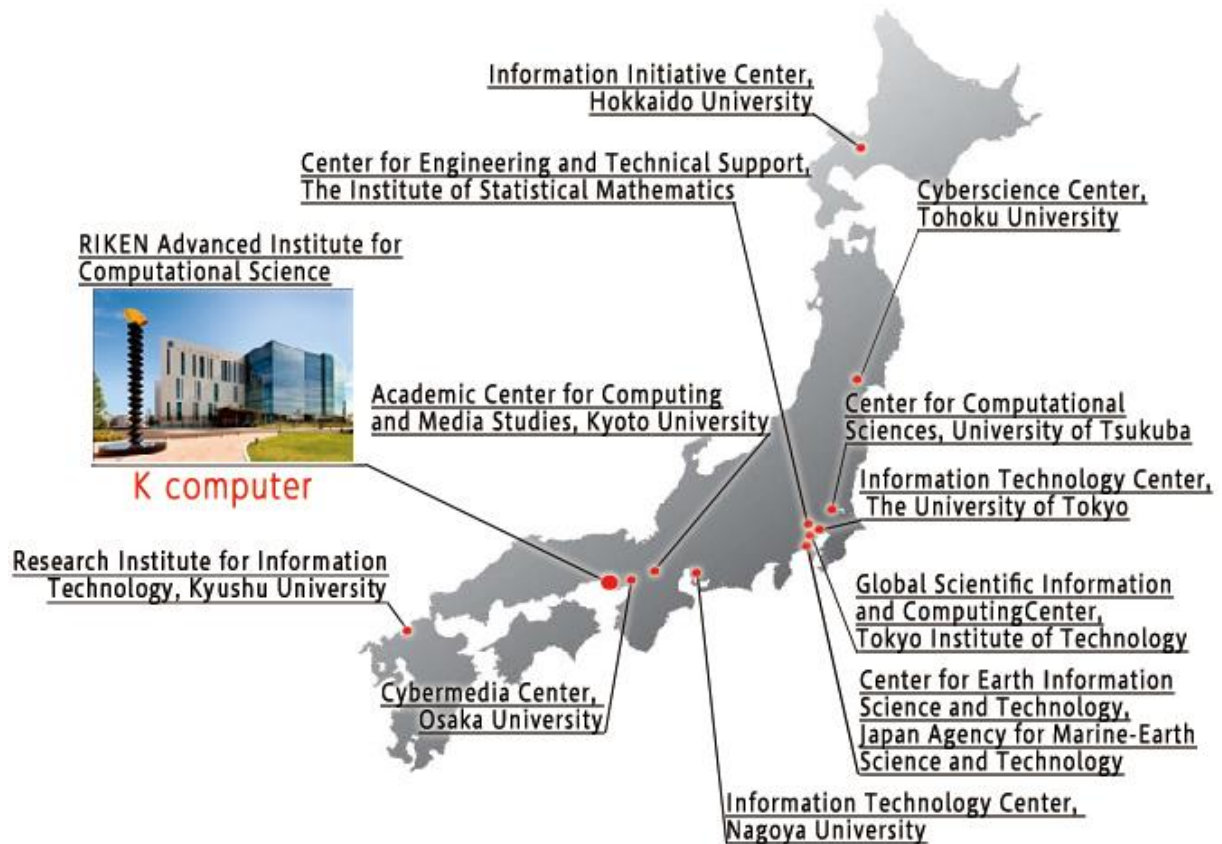 Information Initiative Center,
Hokkaido University
Center for Engineering and Technical Support,
The Institute of Statistical Mathematics
Cyberscience Center,
Tohoku University
RIKEN Advanced Institute for
Computational Science
K computer
Academic Center for Computing
and Media Studies, Kyoto University
Center for Computational
Sciences, University of Tsukuba
Information Technology Center,
The University of Tokyo
Research Institute for Information
Technology, Kyushu University
Global Scientific Information
and ComputingCenter,
Tokyo Institute of Technology
Cybermedia Center,
Osaka University
Center for Earth Information
Science and Technology,
Japan Agency for Marine-Earth
Science and Technology
Information Technology Center,
Nagoya University